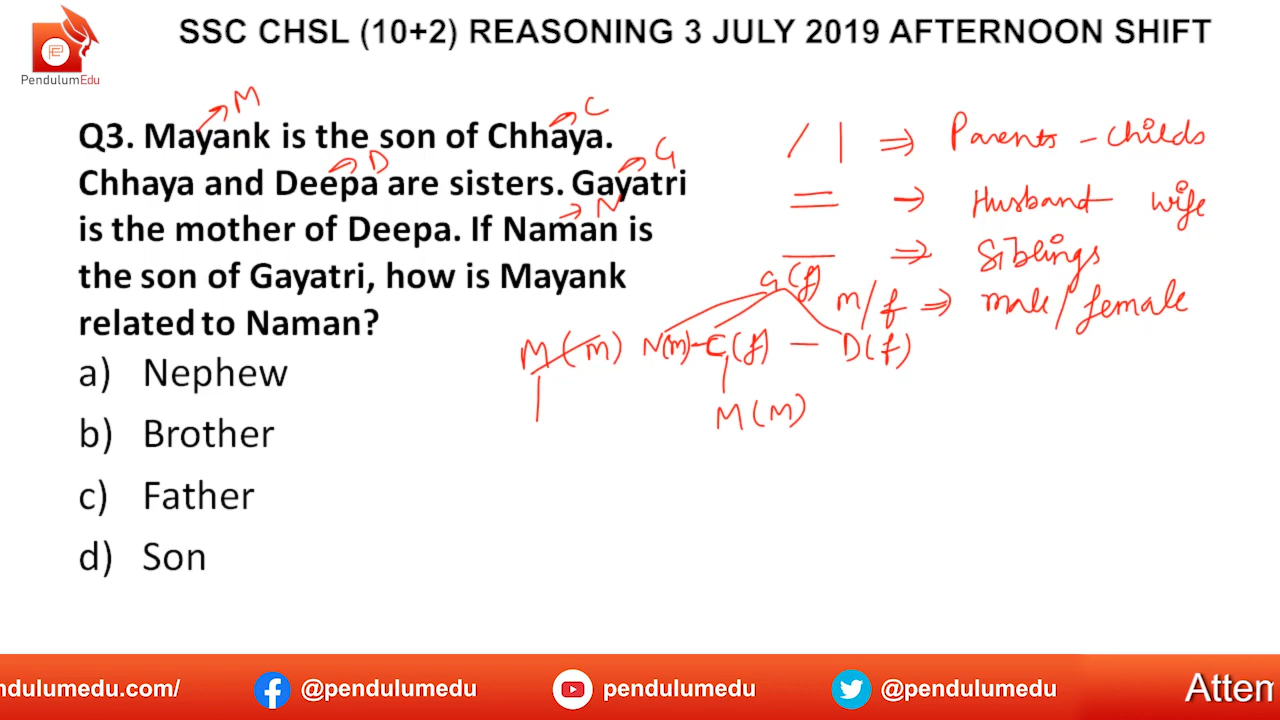 SSC CHSL (10+2) REASONING 3 JULY 2019 AFTERNOON SHIFT
PendulumEdu
M
C
Q3. Mayank is the son of Chhaya.
D
G
Chhaya and Deepa are sisters. Gayatri
N
is the mother of Deepa. If Naman is
the son of Gayatri, how is Mayank
related to Naman?
a) Nephew
b) Brother
c) Father
d) Son
/ | ⇒ Parents - childs
= → Husband wife
— ⇒ Siblings
m/f ⇒ male/female
G(f)
M(m) N(m)-C(f) — D(f)
M(M)
ndulumedu.com/
@pendulumedu
pendulumedu
@pendulumedu
Attem